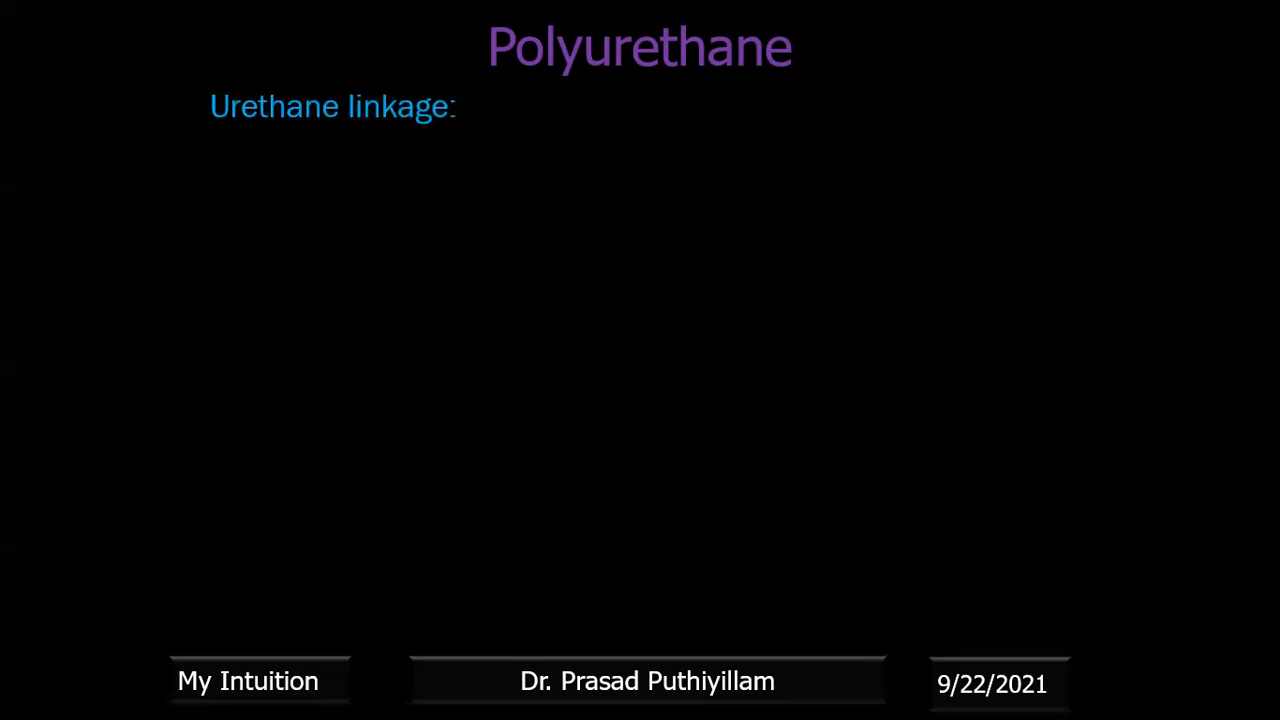 Polyurethane
Urethane linkage:
My Intuition
Dr. Prasad Puthiyillam
9/22/2021